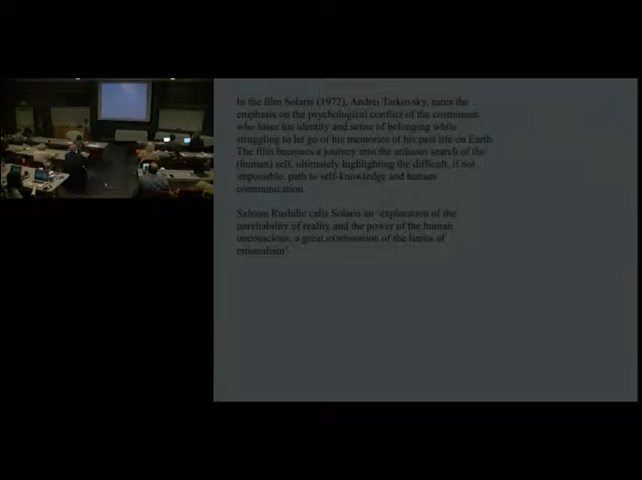 In the film Solaris (1972), Andrei Tarkovsky, turns the
emphasis on the psychological conflict of the cosmonaut
who loses his identity and sense of belonging while
struggling to let go of his memories of his past life on Earth.
The film becomes a journey into the arduous search of the
(human) self, ultimately highlighting the difficult, if not
impossible, path to self-knowledge and human
communication.
Salman Rushdie calls Solaris an 'exploration of the
unreliability of reality and the power of the human
unconscious, a great examination of the limits of
rationalism'.